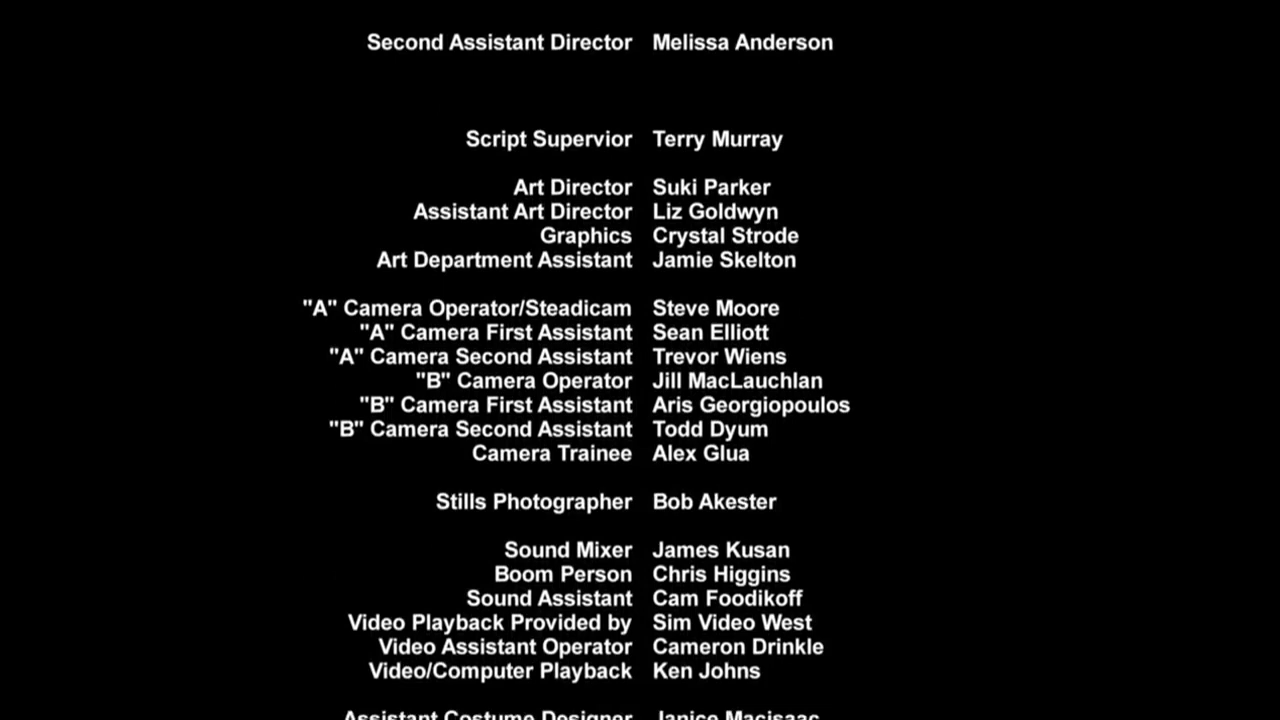 Second Assistant Director Melissa Anderson
Script Supervior Terry Murray
Art Director Suki Parker
Assistant Art Director Liz Goldwyn
Graphics Crystal Strode
Art Department Assistant Jamie Skelton
"A" Camera Operator/Steadicam Steve Moore
"A" Camera First Assistant Sean Elliott
"A" Camera Second Assistant Trevor Wiens
"B" Camera Operator Jill MacLauchlan
"B" Camera First Assistant Aris Georgiopoulos
"B" Camera Second Assistant Todd Dyum
Camera Trainee Alex Glua
Stills Photographer Bob Akester
Sound Mixer James Kusan
Boom Person Chris Higgins
Sound Assistant Cam Foodikoff
Video Playback Provided by Sim Video West
Video Assistant Operator Cameron Drinkle
Video/Computer Playback Ken Johns
Assistant Costume Designer Janice Macisaac